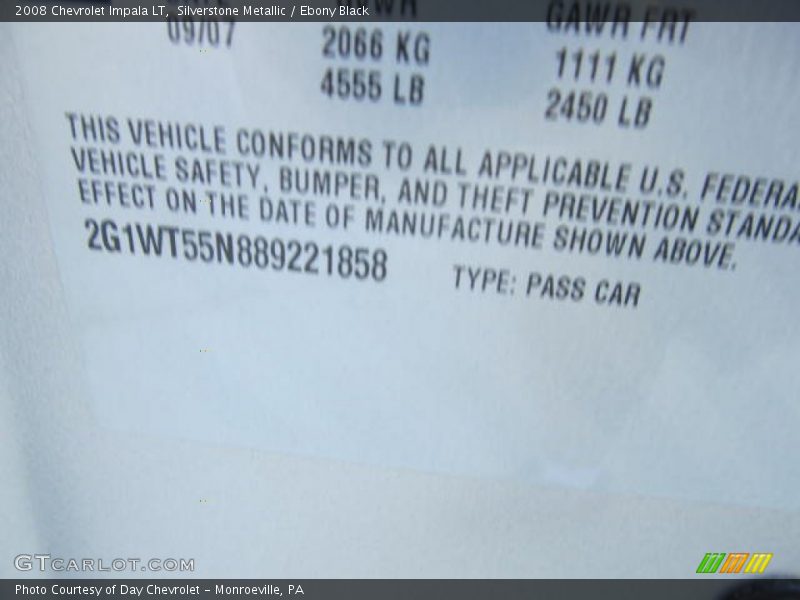 2008 Chevrolet Impala LT, Silverstone Metallic / Ebony Black
GAWR FRT
09/07
2066 KG
1111 KG
4555 LB
2450 LB
THIS VEHICLE CONFORMS TO ALL APPLICABLE U.S. FEDERA
VEHICLE SAFETY, BUMPER, AND THEFT PREVENTION STANDA
EFFECT ON THE DATE OF MANUFACTURE SHOWN ABOVE.
2G1WT55N889221858
TYPE: PASS CAR
GTCARLOT.COM
Photo Courtesy of Day Chevrolet - Monroeville, PA